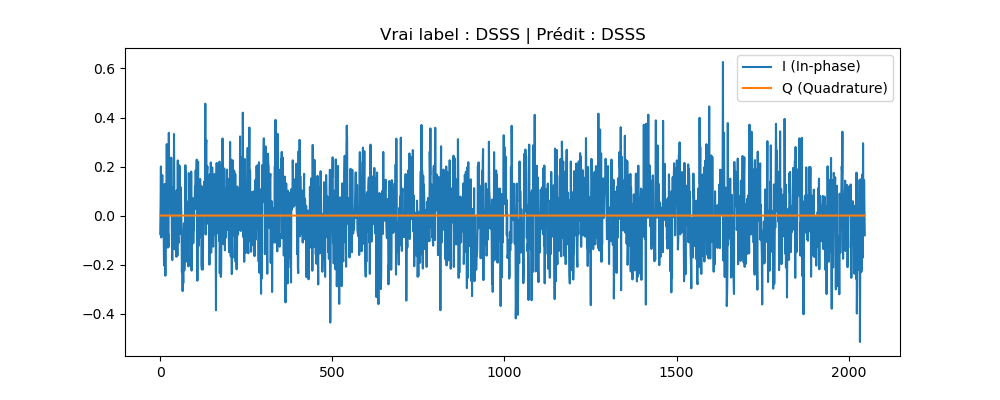 Vrai label : DSSS | Prédit : DSSS
I (In-phase)
Q (Quadrature)
0.6
0.4
0.2
0.0
−0.2
−0.4
0 500 1000 1500 2000